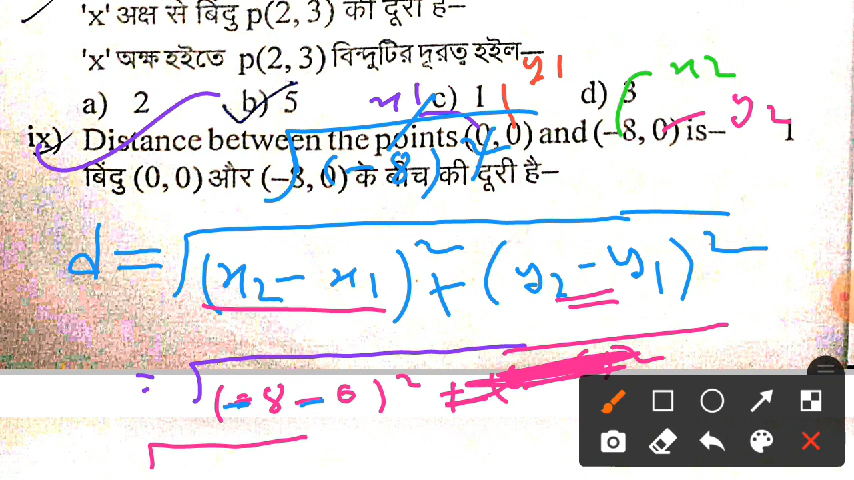 'x' अक्ष से बिंदु p(2, 3) की दूरी है–
'x' অক্ষ হইতে p(2, 3) বিন্দুটির দূরত্ব হইল–
a) 2 b) 5 c) 1 d) 3
x1 y1 x2 y2
ix) Distance between the points (0, 0) and (–8, 0) is– 1
बिंदु (0, 0) और (–8, 0) के बीच की दूरी है–
d = √(x2 - x1)² + (y2 - y1)²
= √(-8 - 0)²